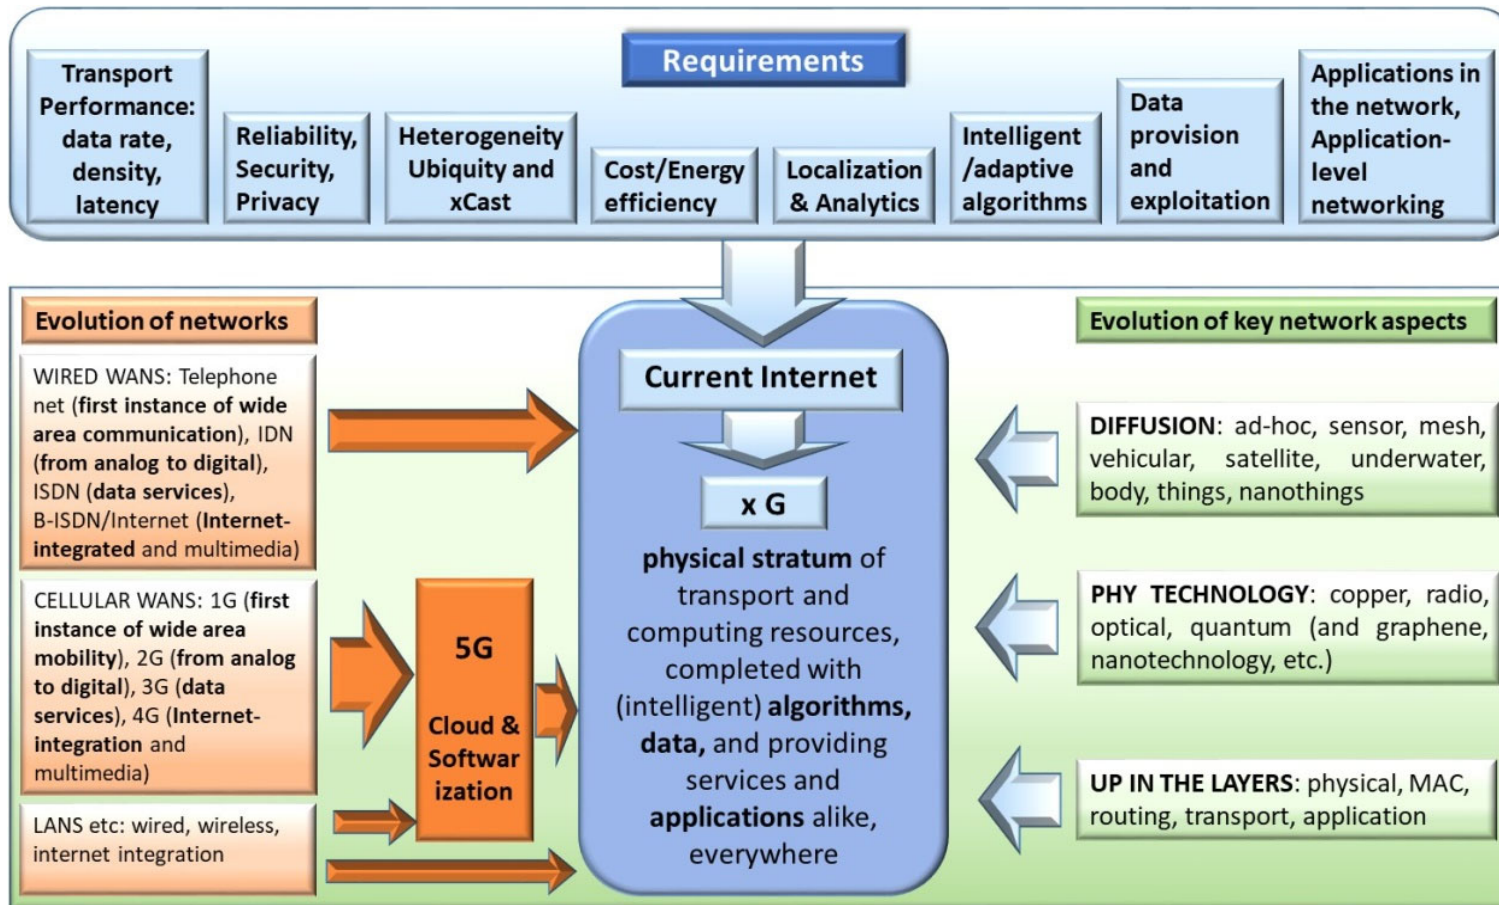 Requirements
Transport
Performance:
data rate,
density,
latency
Reliability,
Security,
Privacy
Heterogeneity
Ubiquity and
xCast
Cost/Energy
efficiency
Localization
& Analytics
Intelligent
/adaptive
algorithms
Data
provision
and
exploitation
Applications in
the network,
Application-
level
networking
Evolution of networks
WIRED WANS: Telephone
net (first instance of wide
area communication), IDN
(from analog to digital),
ISDN (data services),
B-ISDN/Internet (Internet-
integrated and multimedia)
CELLULAR WANS: 1G (first
instance of wide area
mobility), 2G (from analog
to digital), 3G (data
services), 4G (Internet-
integration and
multimedia)
LANS etc: wired, wireless,
internet integration
5G
Cloud &
Softwar
ization
Current Internet
x G
physical stratum of
transport and
computing resources,
completed with
(intelligent) algorithms,
data, and providing
services and
applications alike,
everywhere
Evolution of key network aspects
DIFFUSION: ad-hoc, sensor, mesh,
vehicular, satellite, underwater,
body, things, nanothings
PHY TECHNOLOGY: copper, radio,
optical, quantum (and graphene,
nanotechnology, etc.)
UP IN THE LAYERS: physical, MAC,
routing, transport, application